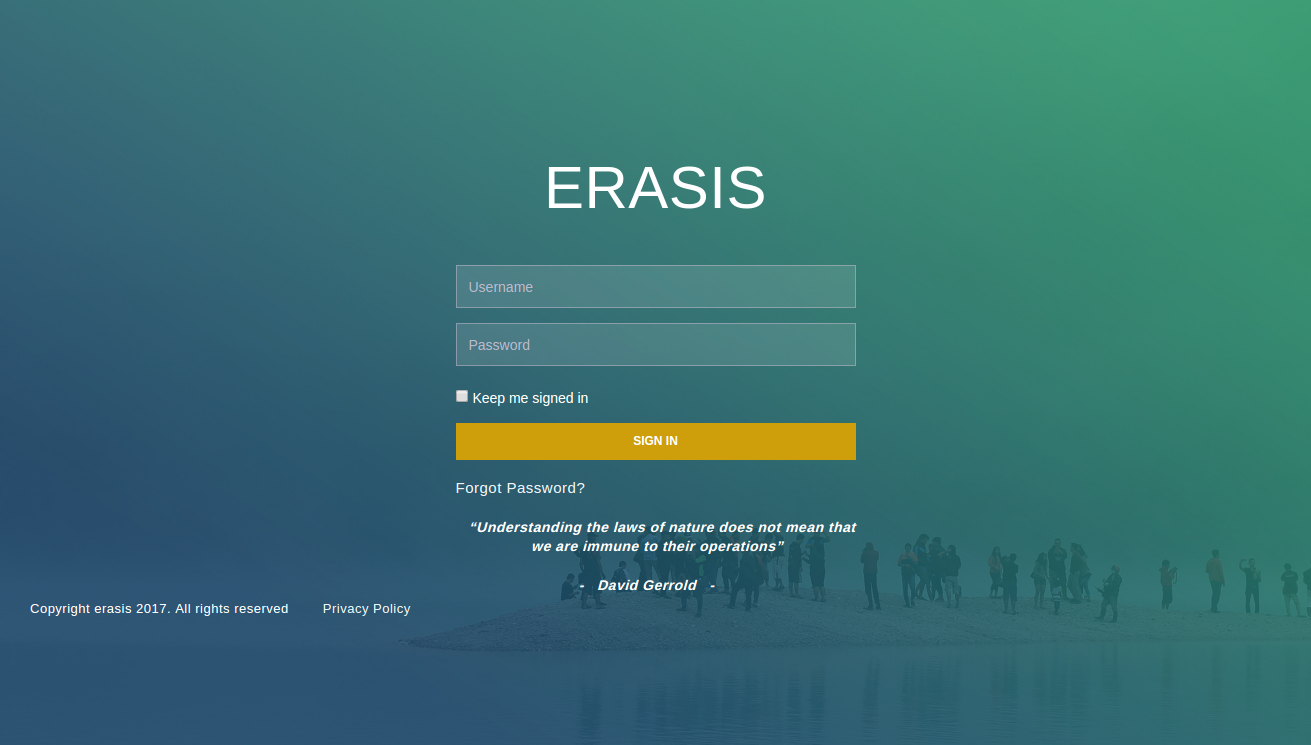 ERASIS
Username
Password
Keep me signed in
SIGN IN
Forgot Password?
“Understanding the laws of nature does not mean that
we are immune to their operations”
- David Gerrold -
Copyright erasis 2017. All rights reserved Privacy Policy